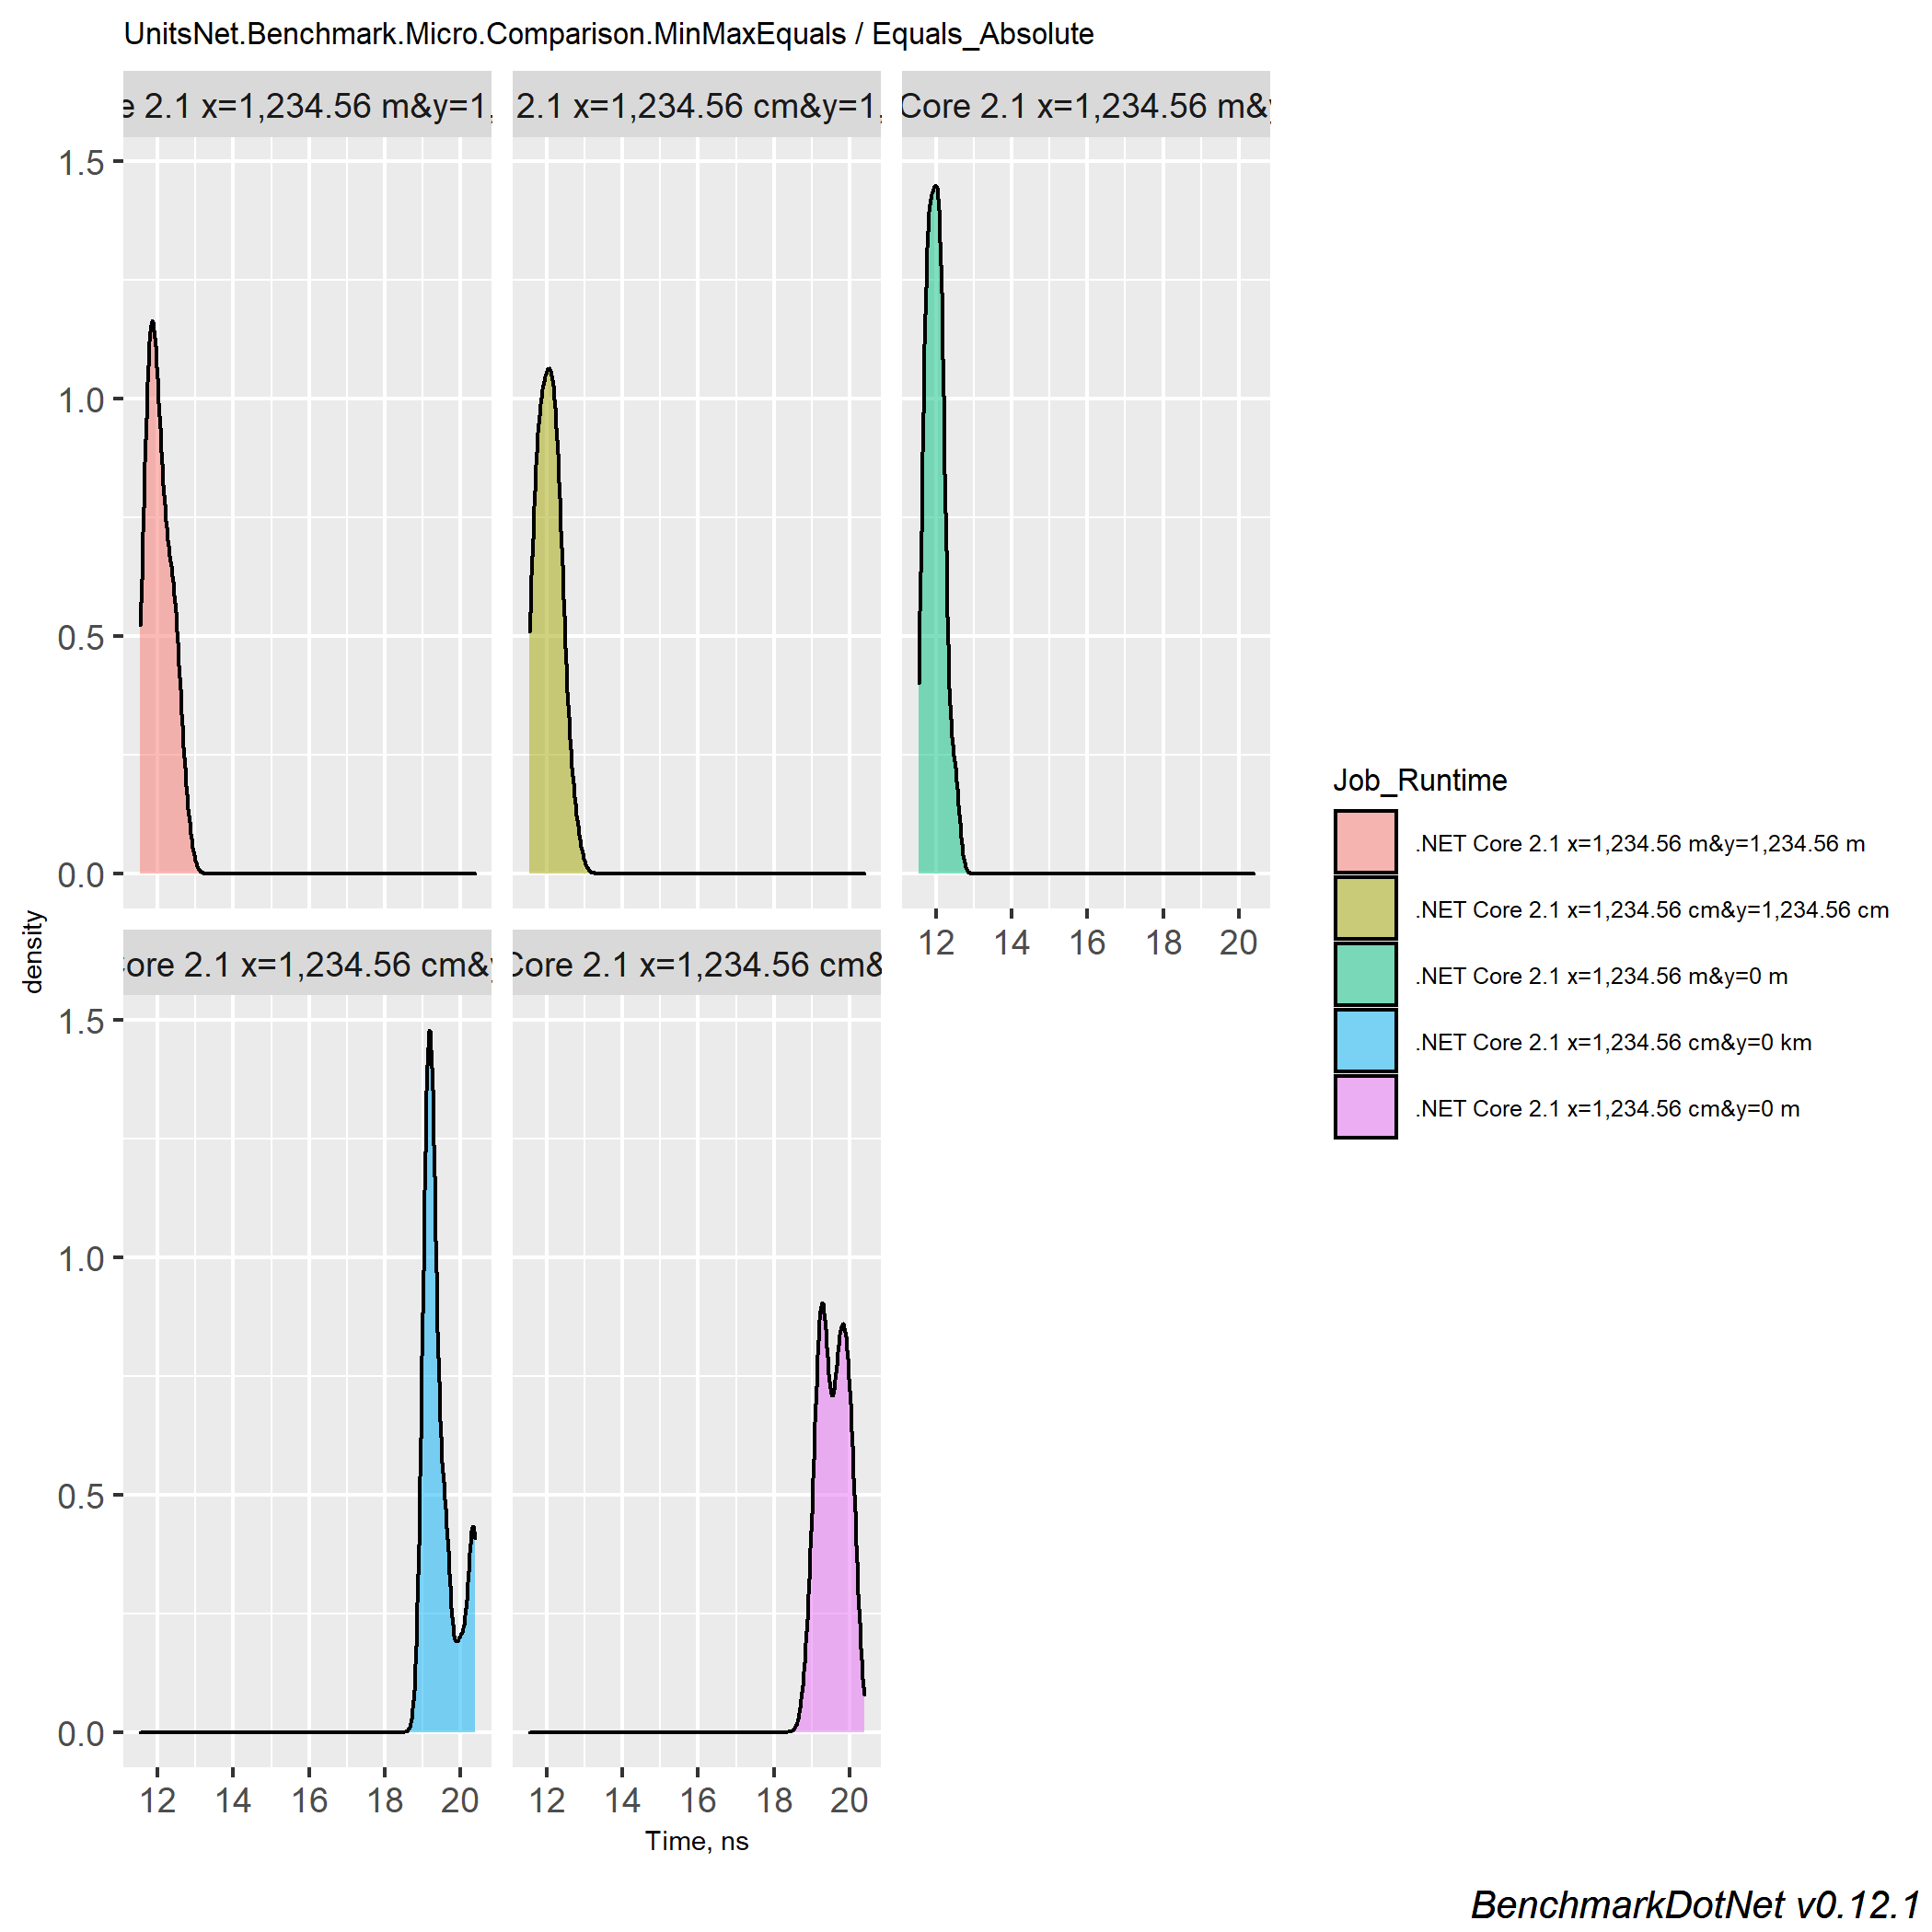 UnitsNet.Benchmark.Micro.Comparison.MinMaxEquals / Equals_Absolute
e 2.1 x=1,234.56 m&y=1,
2.1 x=1,234.56 cm&y=1,
Core 2.1 x=1,234.56 m&y
1.5
1.0
0.5
0.0
12 14 16 18 20
core 2.1 x=1,234.56 cm&y
Core 2.1 x=1,234.56 cm&
1.5
1.0
0.5
0.0
12 14 16 18 20
12 14 16 18 20
density
Time, ns
Job_Runtime
.NET Core 2.1 x=1,234.56 m&y=1,234.56 m
.NET Core 2.1 x=1,234.56 cm&y=1,234.56 cm
.NET Core 2.1 x=1,234.56 m&y=0 m
.NET Core 2.1 x=1,234.56 cm&y=0 km
.NET Core 2.1 x=1,234.56 cm&y=0 m
BenchmarkDotNet v0.12.1